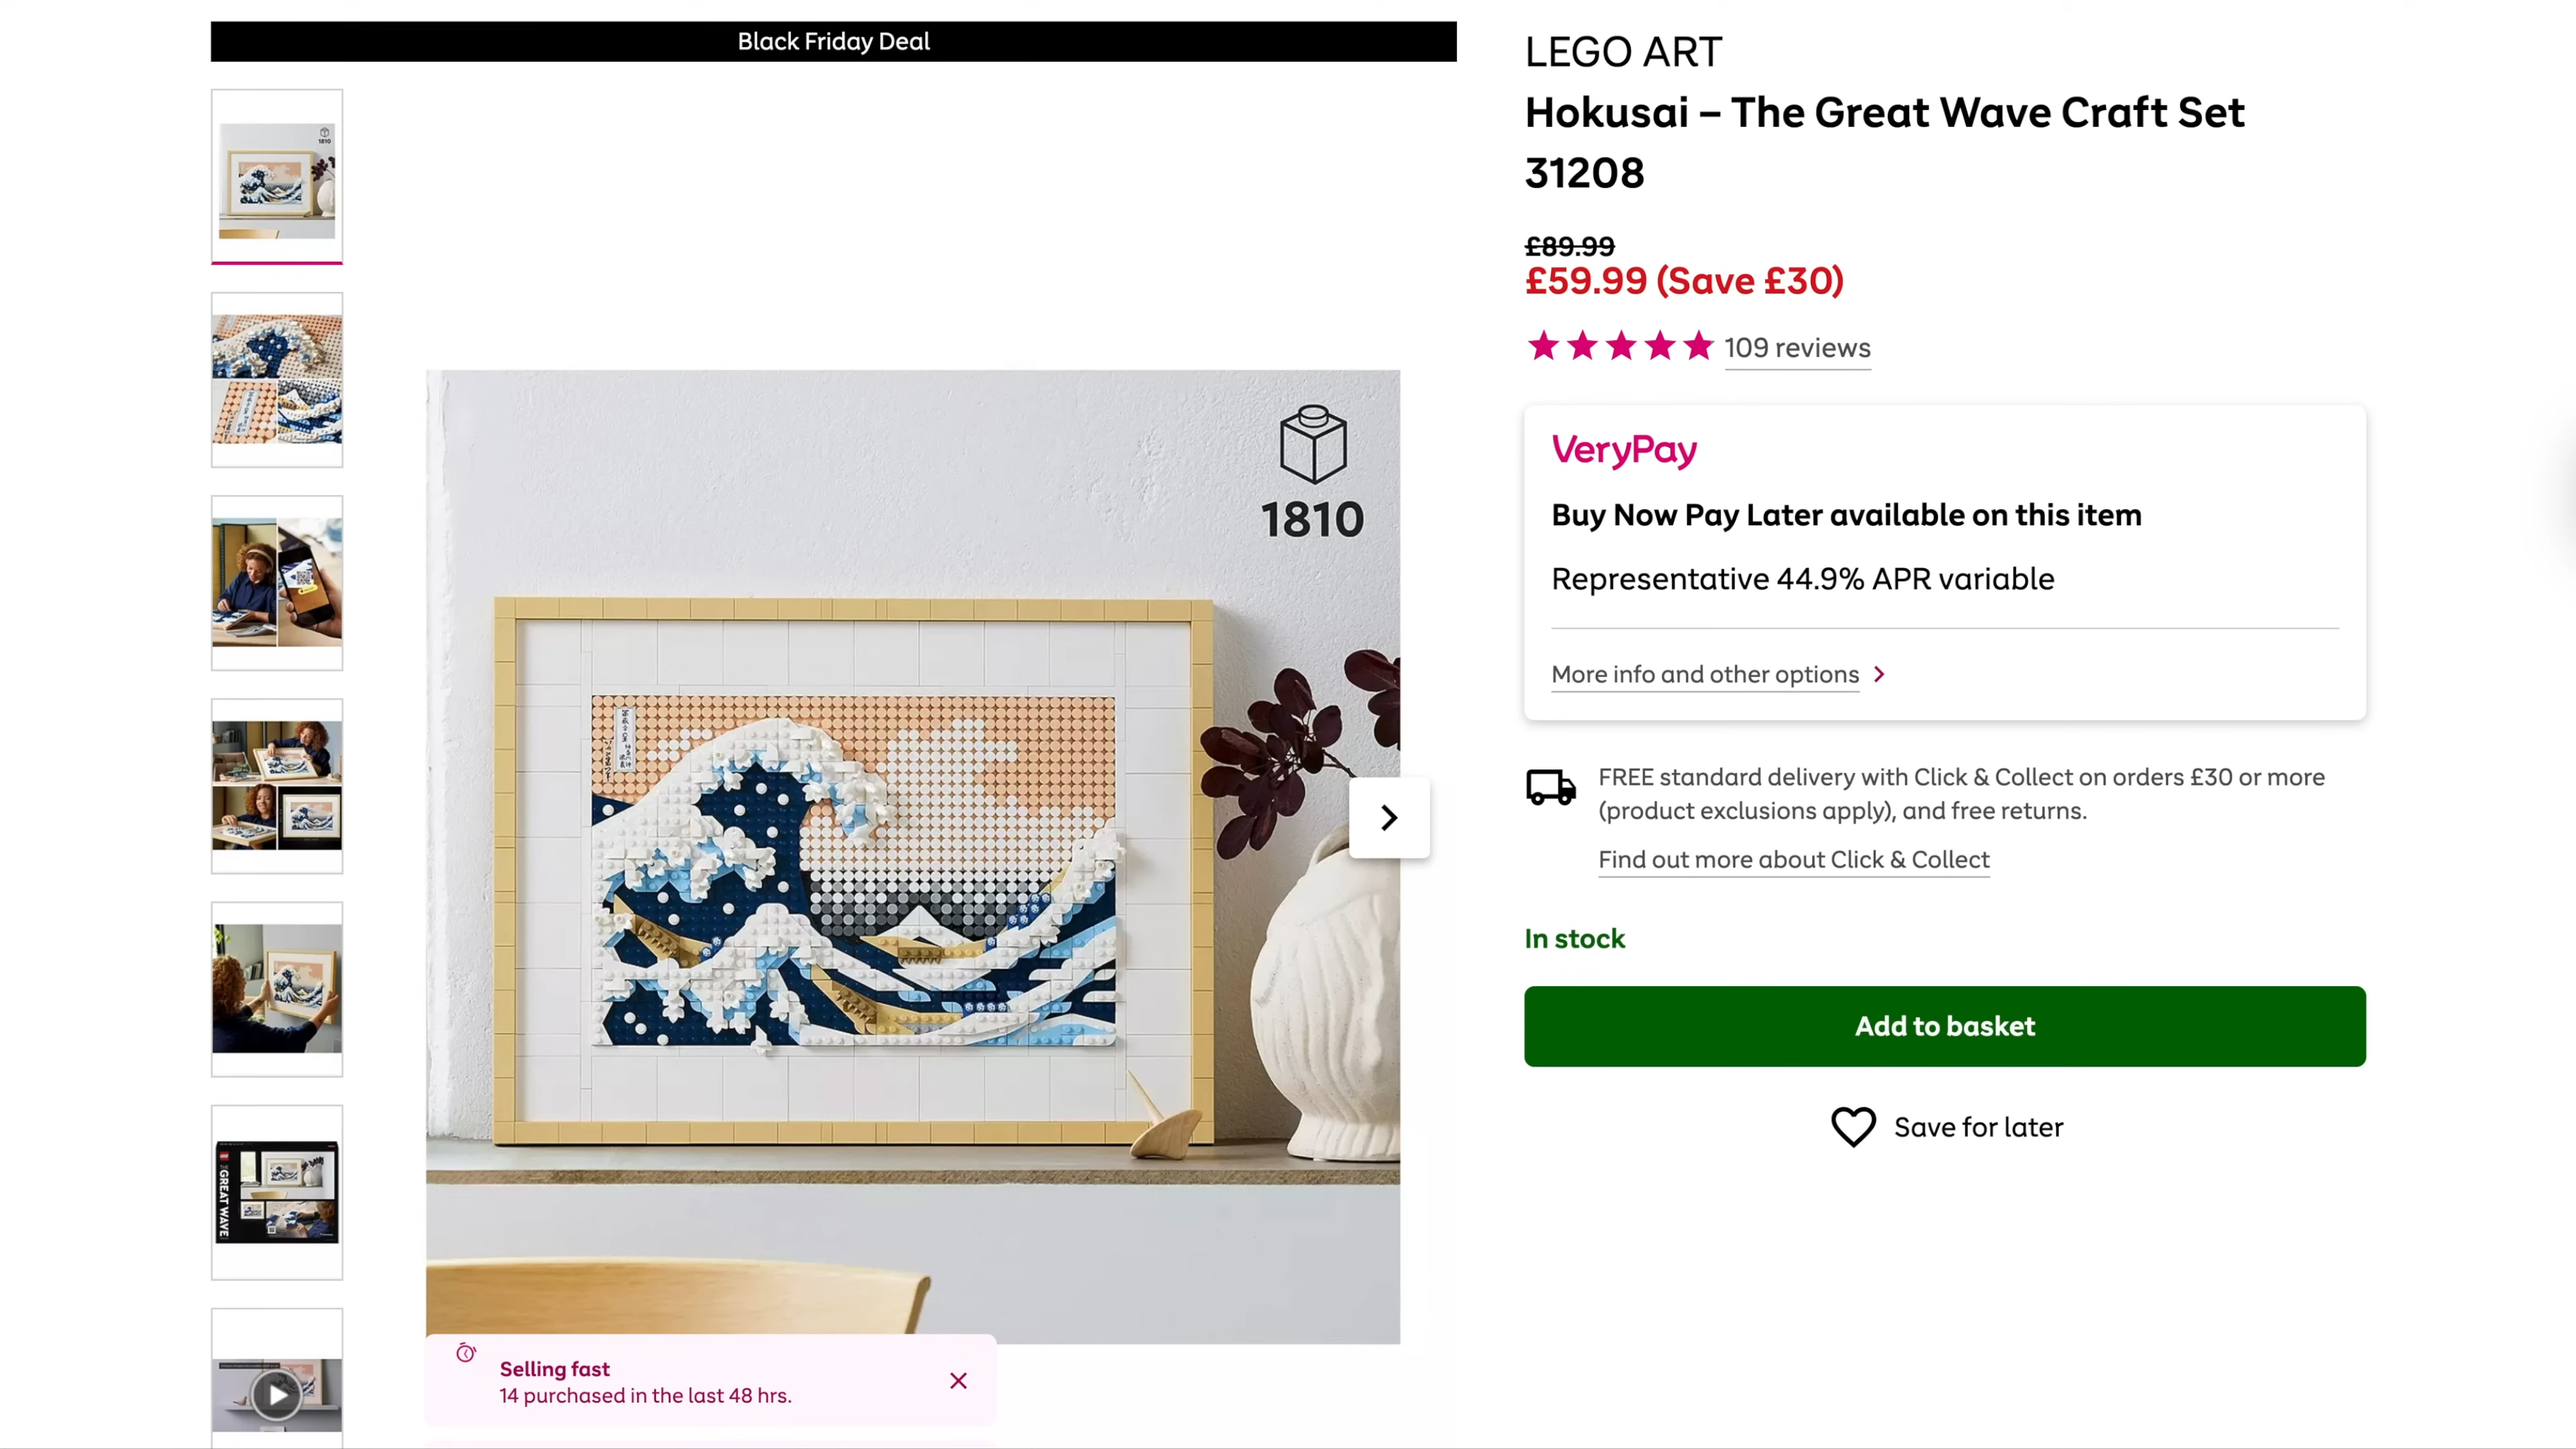 Black Friday Deal
LEGO ART
Hokusai – The Great Wave Craft Set
31208
£89.99
£59.99 (Save £30)
109 reviews
VeryPay
Buy Now Pay Later available on this item
Representative 44.9% APR variable
More info and other options
FREE standard delivery with Click & Collect on orders £30 or more
(product exclusions apply), and free returns.
Find out more about Click & Collect
In stock
Add to basket
Save for later
1810
1810
GREAT WAVE
Selling fast
14 purchased in the last 48 hrs.